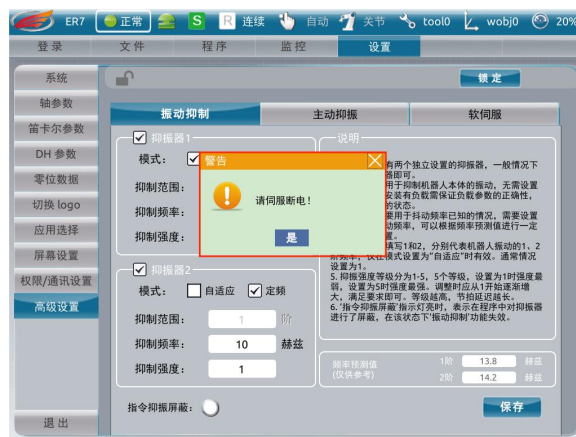 ER7 正常 S R 连续 自动 关节 tool0 wobj0 20%
登录 文件 程序 监控 设置
系统
轴参数
笛卡尔参数
DH 参数
零位数据
切换 logo
应用选择
屏幕设置
权限/通讯设置
高级设置
退出
锁定
振动抑制 主动抑振 软伺服
抑振器1
模式：
抑制范围：
抑制频率：
抑制强度：
警告
请伺服断电！
是
抑振器2
模式： 自适应 定频
抑制范围： 1 阶
抑制频率： 10 赫兹
抑制强度： 1
指令抑振屏蔽：
说明
有两个独立设置的抑振器，一般情况下
器即可。
用于抑制机器人本体的振动，无需设置
安装有负载需保证负载参数的正确性，
的状态。
要用于抖动频率已知的情况，需要设置
动频率，可以根据频率预测值进行一定
置。
填写1和2，分别代表机器人振动的1、2
阶频率，仅在模式设置为"自适应"时有效。通常情况
设置为1。
5. 抑振强度等级分为1-5，5个等级，设置为1时强度最
弱，设置为5时强度最强。调整时应从1开始逐渐增
大，满足要求即可。等级越高，节拍延迟越长。
6. '指令抑振屏蔽'指示灯亮时，表示在程序中对抑振器
进行了屏蔽，在该状态下'振动抑制'功能失效。
频率预测值
(仅供参考)
1阶 13.8 赫兹
2阶 14.2 赫兹
保存